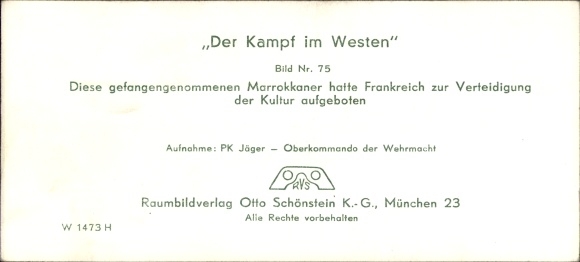 „Der Kampf im Westen"
Bild Nr. 75
Diese gefangengenommenen Marrokkaner hatte Frankreich zur Verteidigung
der Kultur aufgeboten
Aufnahme: PK Jäger – Oberkommando der Wehrmacht
RVS
Raumbildverlag Otto Schönstein K.-G., München 23
Alle Rechte vorbehalten
W 1473 H